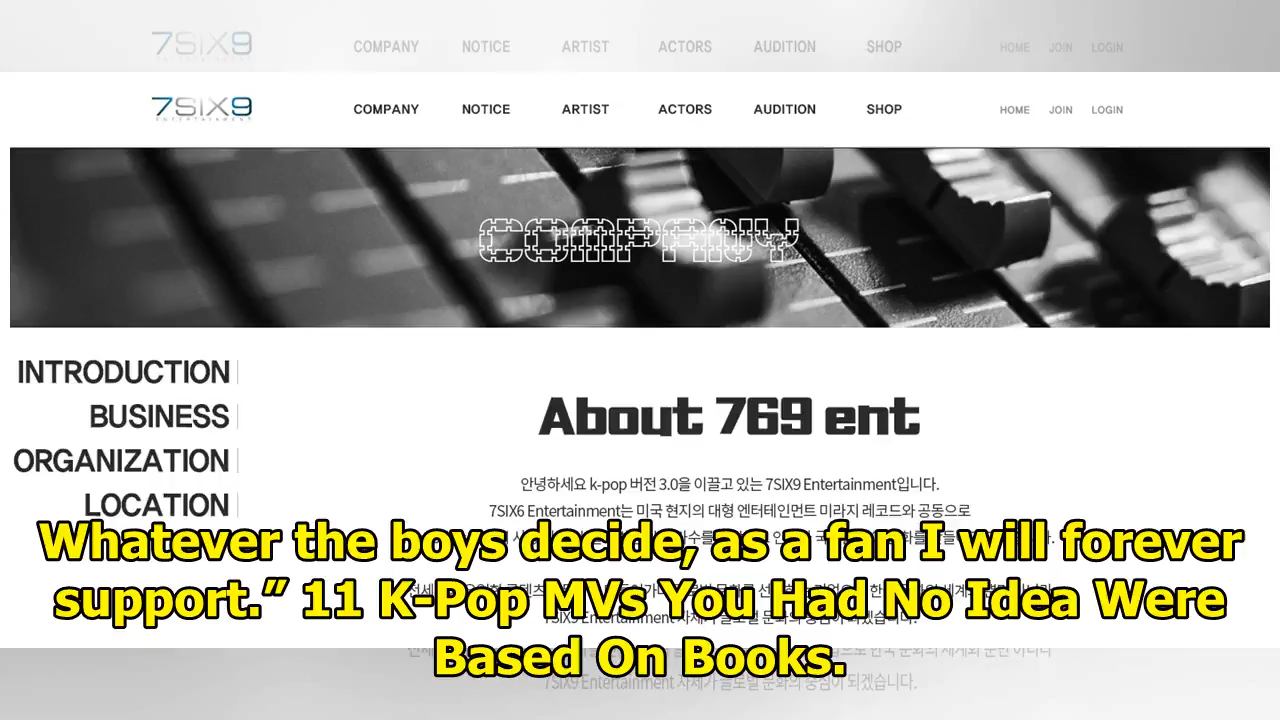 7SIX9
COMPANY NOTICE ARTIST ACTORS AUDITION SHOP HOME JOIN LOGIN
7SIX9 COMPANY NOTICE ARTIST ACTORS AUDITION SHOP HOME JOIN LOGIN
ENTERTAINMENT
COMPANY
INTRODUCTION
BUSINESS
ORGANIZATION
LOCATION
About 769 ent
안녕하세요 k-pop 버전 3.0을 이끌고 있는 7SIX9 Entertainment입니다.
7SIX6 Entertainment는 미국 현지의 대형 엔터테인먼트 미라지 레코드와 공동으로
Whatever the boys decide, as a fan I will forever
support.” 11 K-Pop MVs You Had No Idea Were
Based On Books.
7SIX9 Entertainment 자체가 글로벌 문화의 중심이 되겠습니다.